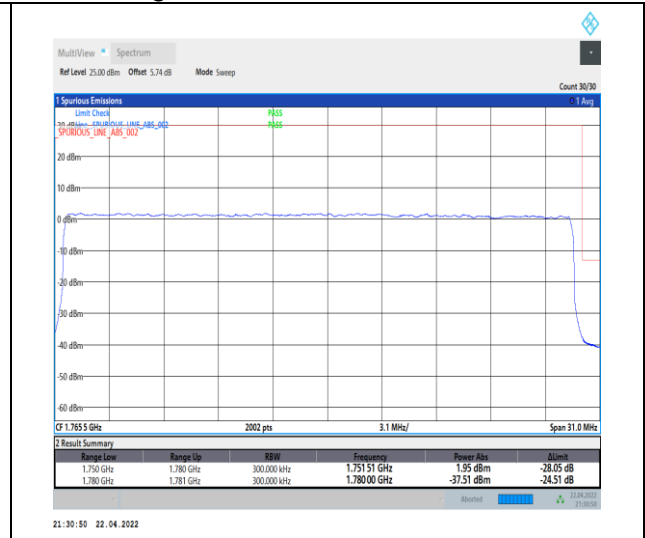 MultiView Spectrum
Ref Level 25.00 dBm Offset 5.74 dB Mode Sweep
Count 30/30
1 Spurious Emissions 1 Avg
Limit Check PASS
Line _SPURIOUS_LINE_ABS_002 PASS
_SPURIOUS_LINE_ABS_002
20 dBm
10 dBm
0 dBm
-10 dBm
-20 dBm
-30 dBm
-40 dBm
-50 dBm
-60 dBm
CF 1.765 5 GHz 2002 pts 3.1 MHz/ Span 31.0 MHz
2 Result Summary
Range Low Range Up RBW Frequency Power Abs ΔLimit
1.750 GHz 1.780 GHz 300.000 kHz 1.751 51 GHz 1.95 dBm -28.05 dB
1.780 GHz 1.781 GHz 300.000 kHz 1.780 00 GHz -37.51 dBm -24.51 dB
Aborted 22.04.2022
21:30:50
21:30:50 22.04.2022